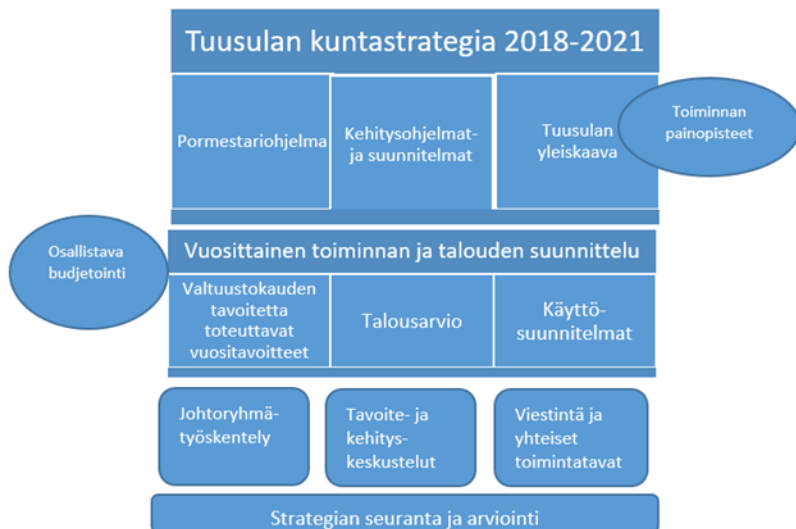 Tuusulan kuntastrategia 2018-2021
Pormestariohjelma
Kehitysohjelmat-
ja suunnitelmat
Tuusulan
yleiskaava
Toiminnan
painopisteet
Osallistava
budjetointi
Vuosittainen toiminnan ja talouden suunnittelu
Valtuustokauden
tavoitetta
toteuttavat
vuositavoitteet
Talousarvio
Käyttö-
suunnitelmat
Johtoryhmä-
työskentely
Tavoite- ja
kehitys-
keskustelut
Viestintä ja
yhteiset
toimintatavat
Strategian seuranta ja arviointi